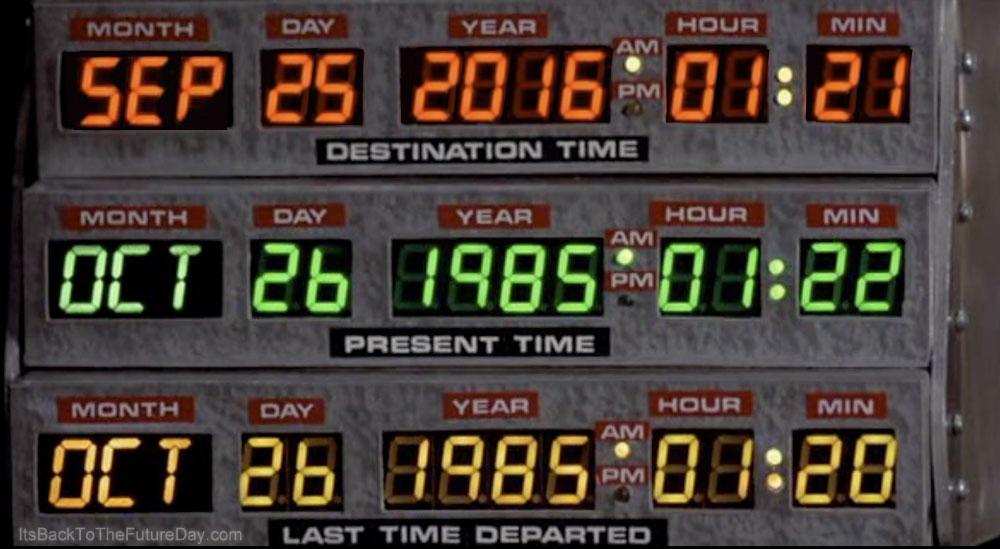 MONTH DAY YEAR HOUR MIN
SEP 25 2016 AM PM 01:21
DESTINATION TIME
MONTH DAY YEAR HOUR MIN
OCT 26 1985 AM PM 01:22
PRESENT TIME
MONTH DAY YEAR HOUR MIN
OCT 26 1985 AM PM 01:20
LAST TIME DEPARTED
ItsBackToTheFutureDay.com